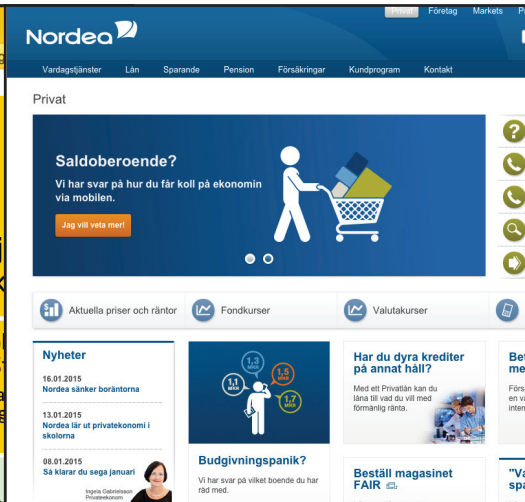 Privat Företag Markets
Nordea
Vardagstjänster Lån Sparande Pension Försäkringar Kundprogram Kontakt
Privat
Saldoberoende?
Vi har svar på hur du får koll på ekonomin
via mobilen.
Jag vill veta mer!
Aktuella priser och räntor Fondkurser Valutakurser
Nyheter
16.01.2015
Nordea sänker boräntorna
13.01.2015
Nordea lär ut privatekonomi i
skolorna
08.01.2015
Så klarar du sega januari
Ingela Gabrielsson
Privatekonom
1,3
1,5
1,1
1,7
Budgivningspanik?
Vi har svar på vilket boende du har
råd med.
Har du dyra krediter
på annat håll?
Med ett Privatlån kan du
låna till vad du vill med
förmånlig ränta.
Beställ magasinet
FAIR